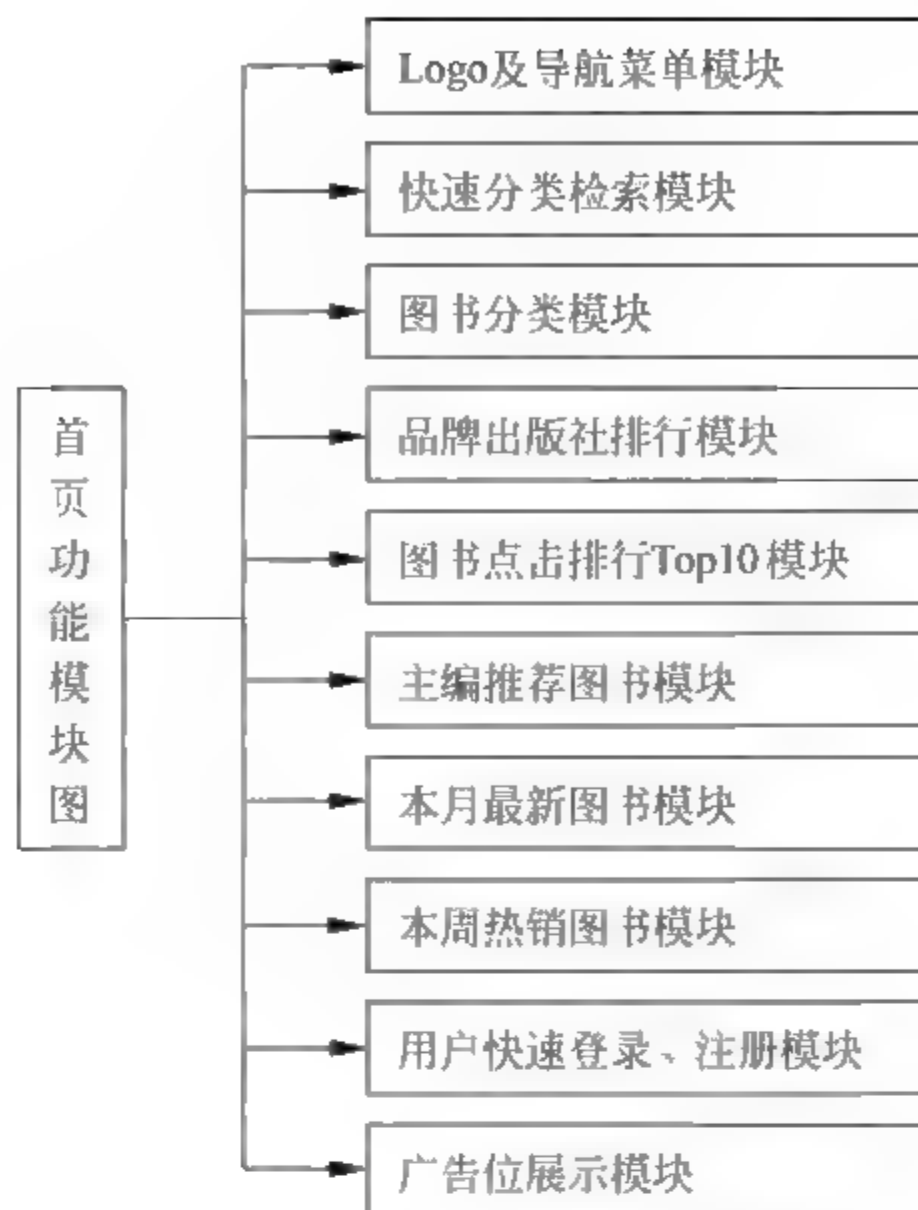 Logo及导航菜单模块
快速分类检索模块
图书分类模块
品牌出版社排行模块
图书点击排行Top10模块
主编推荐图书模块
本月最新图书模块
本周热销图书模块
用户快速登录、注册模块
广告位展示模块
首页功能模块图